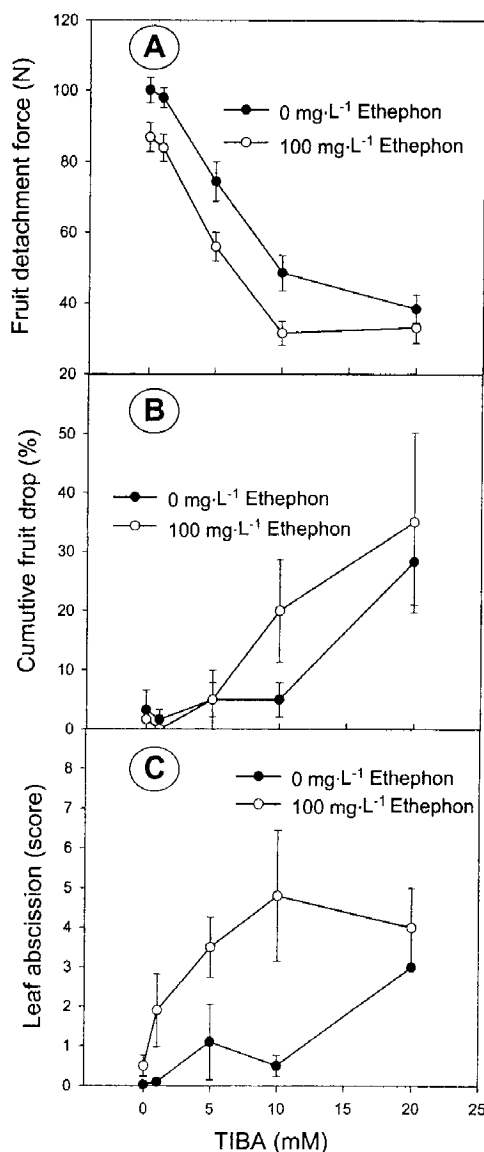 A
Fruit detachment force (N)
120
100
80
60
40
20
0 mg·L-1 Ethephon
100 mg·L-1 Ethephon
B
Cumutive fruit drop (%)
50
40
30
20
10
0
0 mg·L-1 Ethephon
100 mg·L-1 Ethephon
C
Leaf abscission (score)
8
7
6
5
4
3
2
1
0
0 mg·L-1 Ethephon
100 mg·L-1 Ethephon
0 5 10 15 20 25
TIBA (mM)